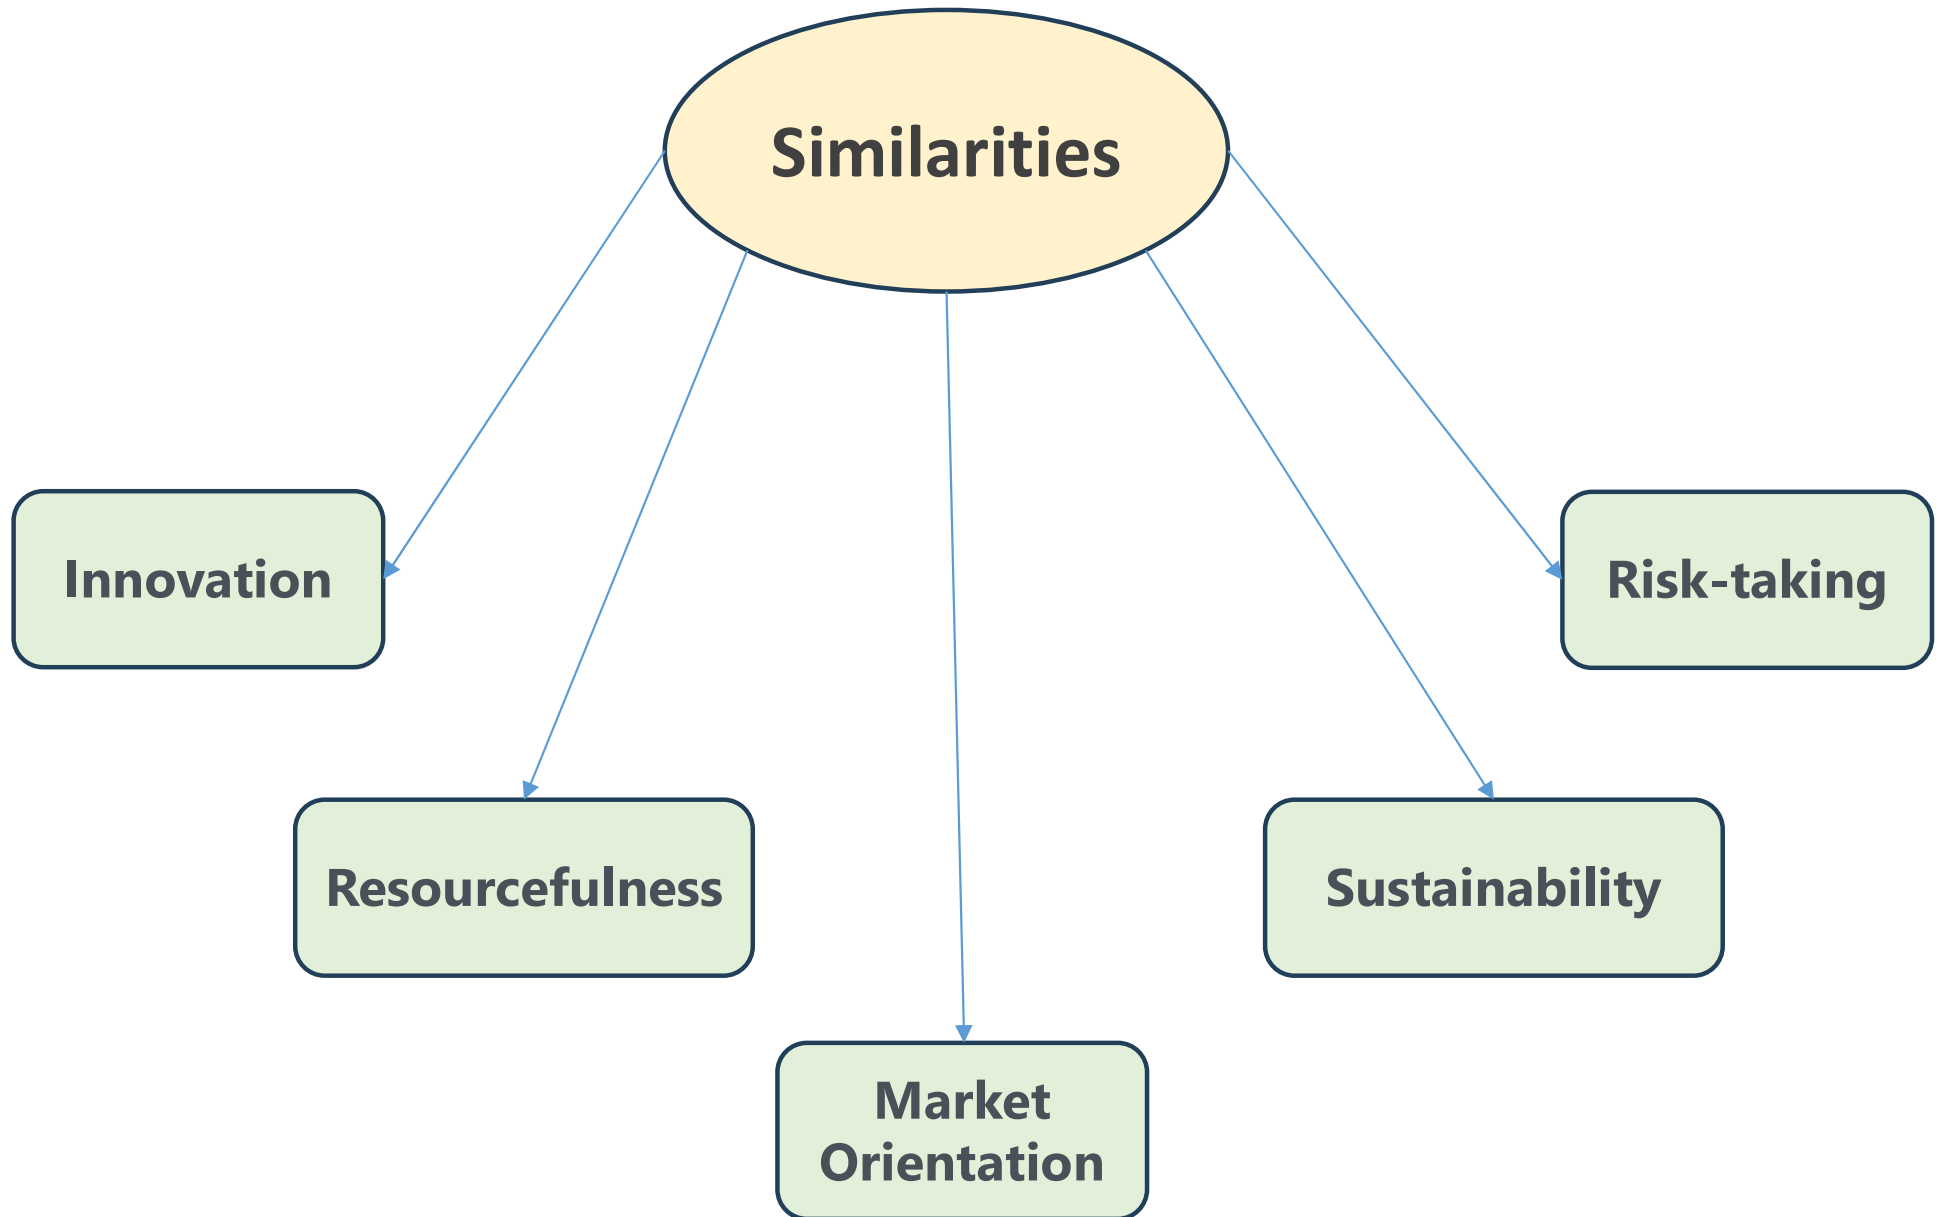 Similarities
Innovation
Risk-taking
Resourcefulness
Sustainability
Market
Orientation